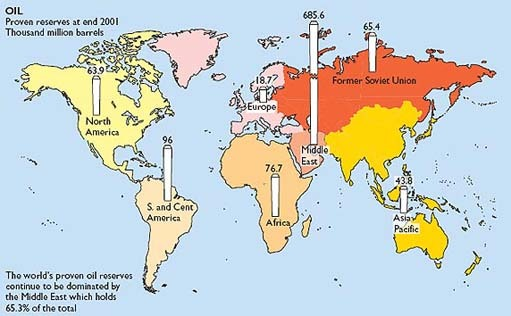 OIL
Proven reserves at end 2001
Thousand million barrels
685.6
65.4
63.9
18.7
Former Soviet Union
Europe
North
America
Middle
East
96
76.7
43.8
S. and Cent
America
Africa
Asia
Pacific
The world's proven oil reserves
continue to be dominated by
the Middle East which holds
65.3% of the total